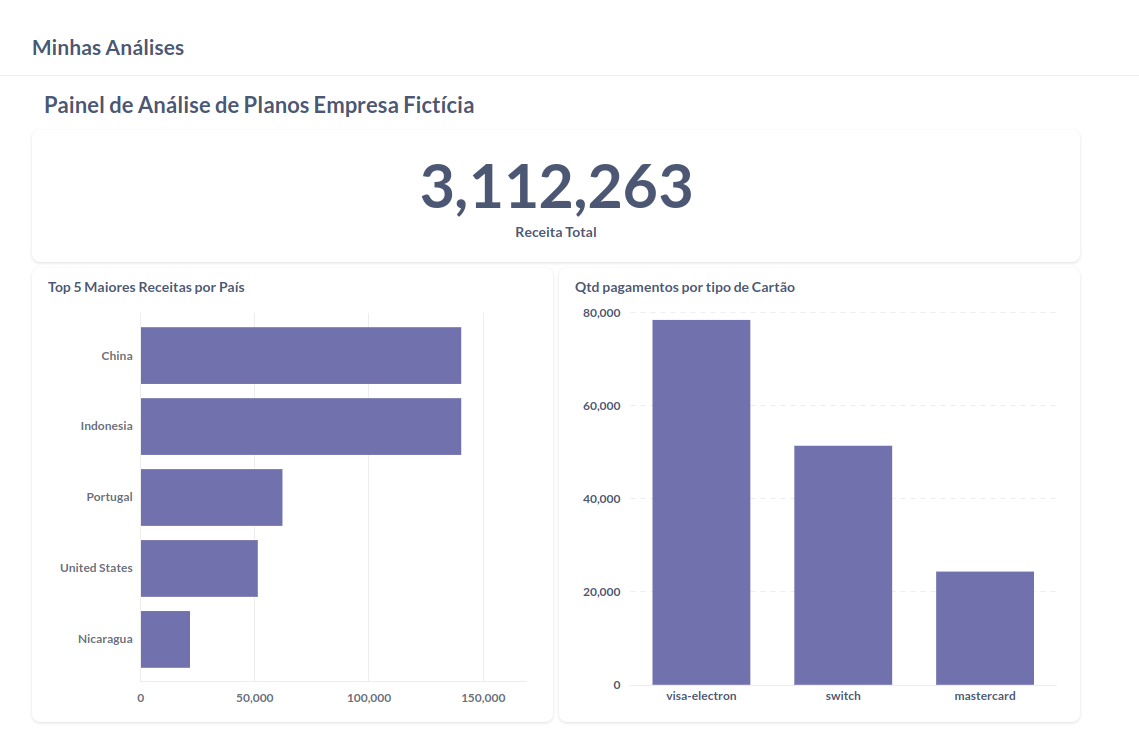 Minhas Análises
Painel de Análise de Planos Empresa Fictícia
3,112,263
Receita Total
Top 5 Maiores Receitas por País
China
Indonesia
Portugal
United States
Nicaragua
0 50,000 100,000 150,000
Qtd pagamentos por tipo de Cartão
80,000
60,000
40,000
20,000
0
visa-electron switch mastercard